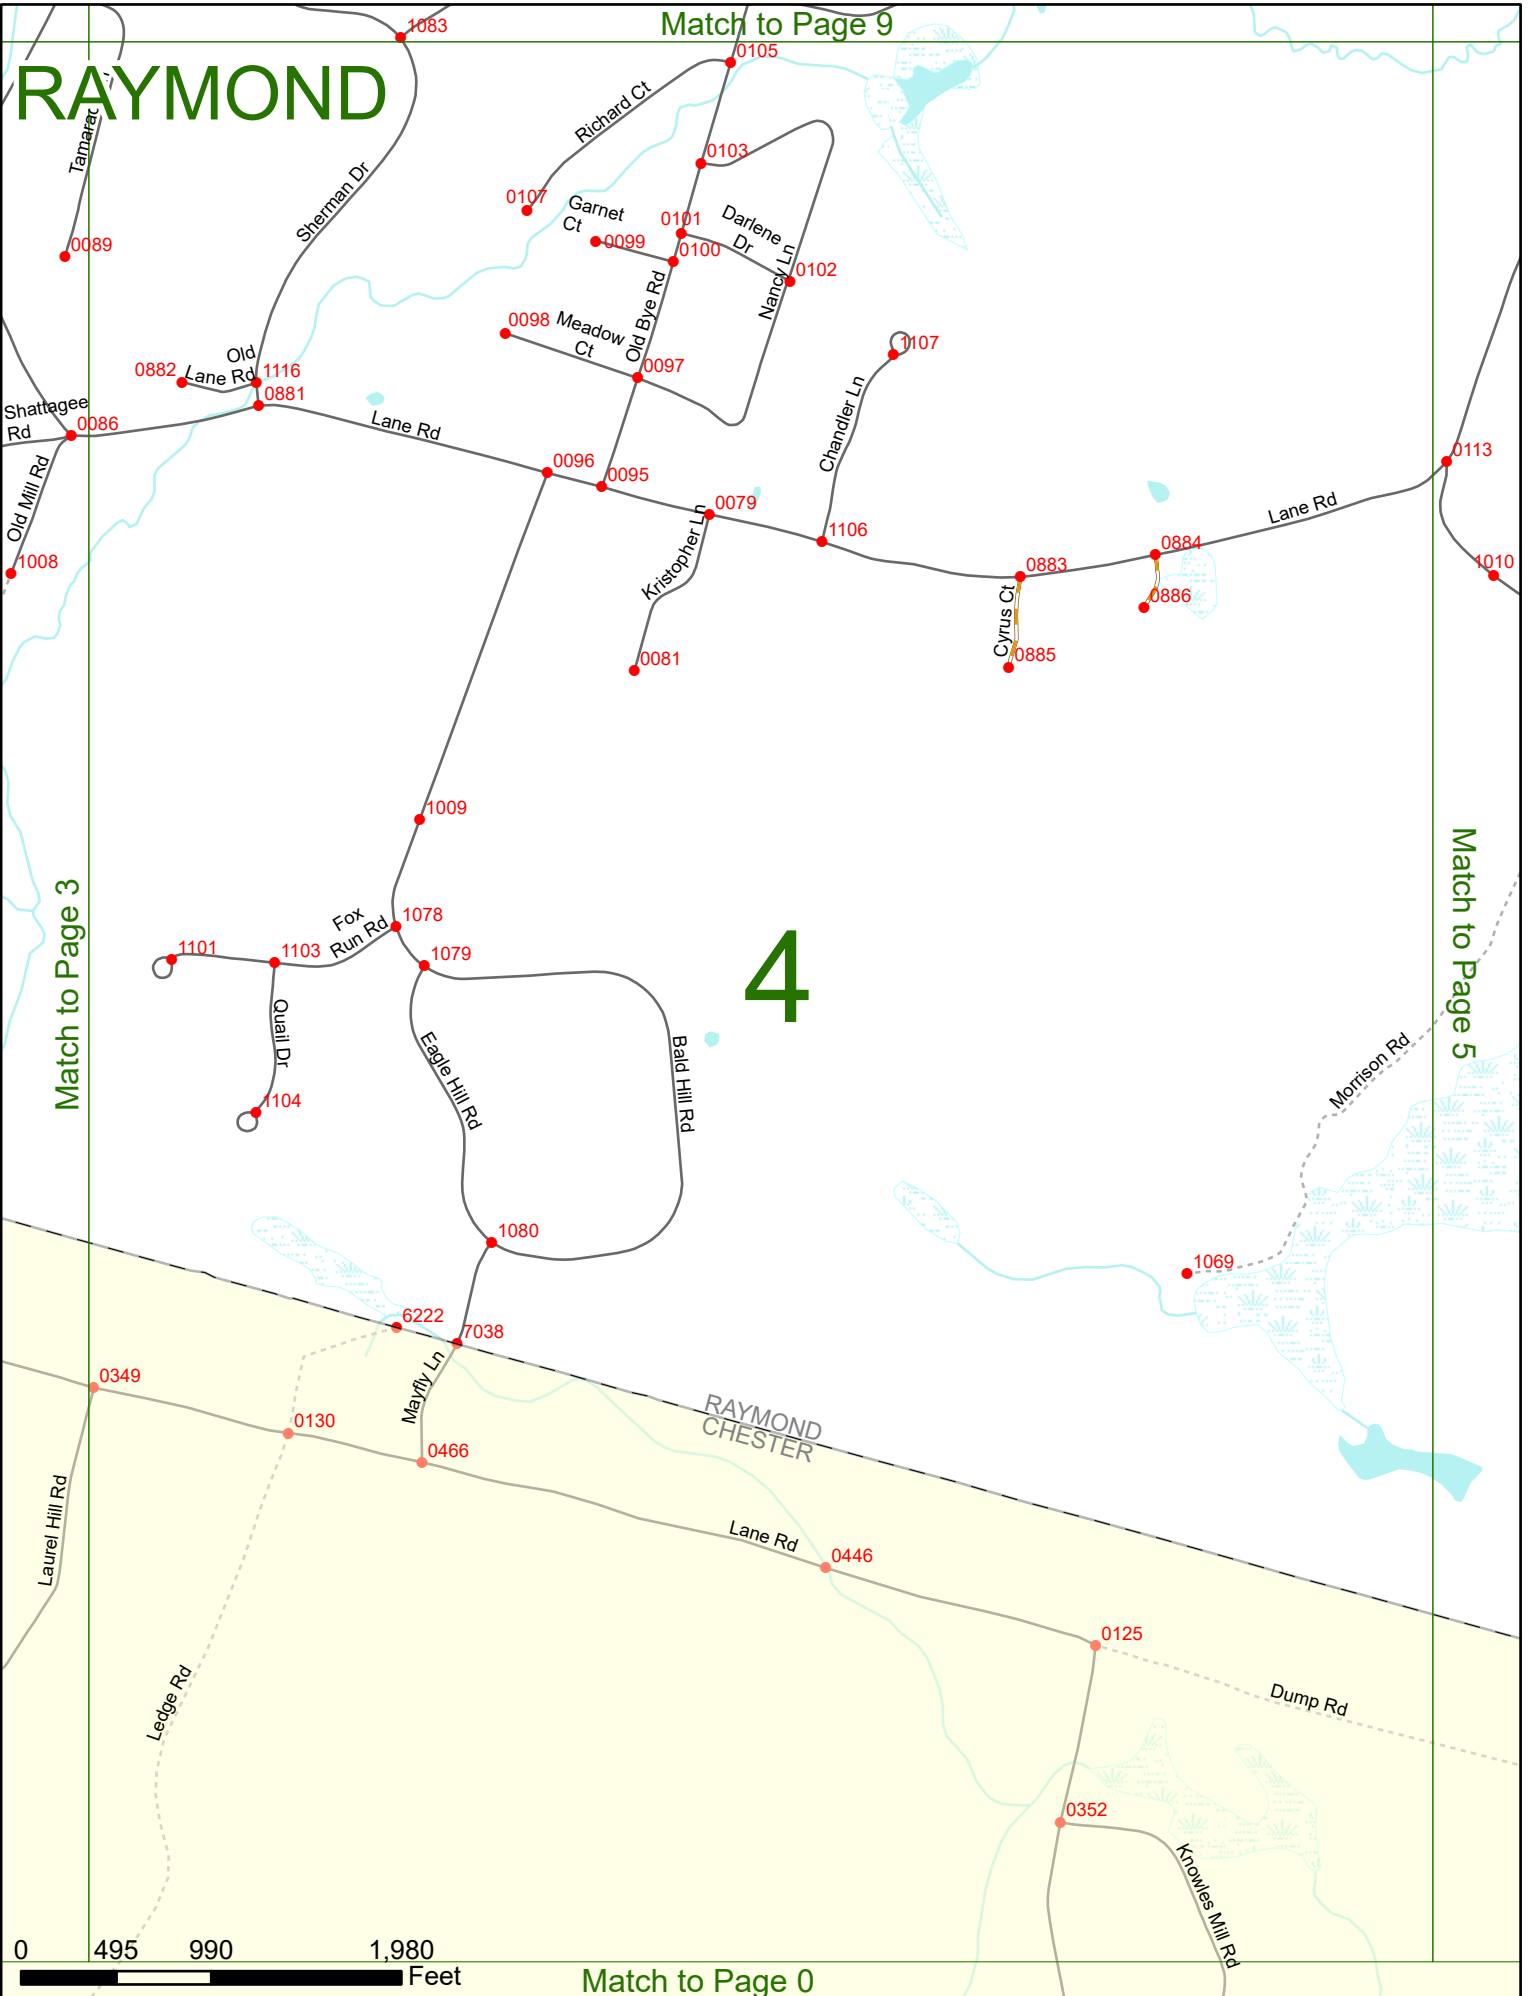 Match to Page 9
RAYMOND
1083
0105
Richard Ct
0103
0107
Garnet
Ct
0099
0101
0100
Darlene
Dr
Nancy Ln
0102
Sherman Dr
0089
0098
Meadow
Ct
Old Bye Rd
0097
1107
Chandler Ln
Old
Lane Rd
0882
1116
0881
Shattagee
Rd
0086
Old Mill Rd
1008
Lane Rd
0096
0095
0079
Kristopher Ln
0081
1106
0883
Cyrus Ct
0885
0884
0886
Lane Rd
0113
1010
1009
Match to Page 3
Match to Page 5
4
Fox
Run Rd
1078
1079
1101
1103
Quail Dr
1104
Eagle Hill Rd
Bald Hill Rd
1080
Morrison Rd
1069
6222
7038
Mayfly Ln
0349
0130
0466
RAYMOND
CHESTER
Laurel Hill Rd
Lane Rd
0446
0125
Ledge Rd
Dump Rd
0352
Knowles Mill Rd
0 495 990 1,980
Feet
Match to Page 0